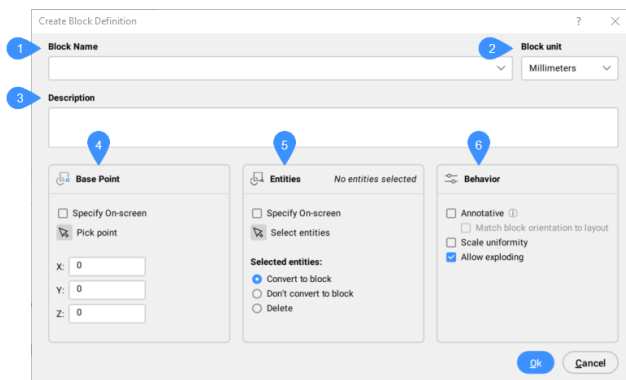 Create Block Definition ?
1 Block Name 2 Block unit
Millimeters
3 Description
4 5 6
Base Point Entities No entities selected Behavior
Specify On-screen Specify On-screen Annotative
Pick point Select entities Match block orientation to layout
Scale uniformity
X: 0 Selected entities: Allow exploding
Convert to block
Y: 0 Don't convert to block
Z: 0 Delete
Ok Cancel